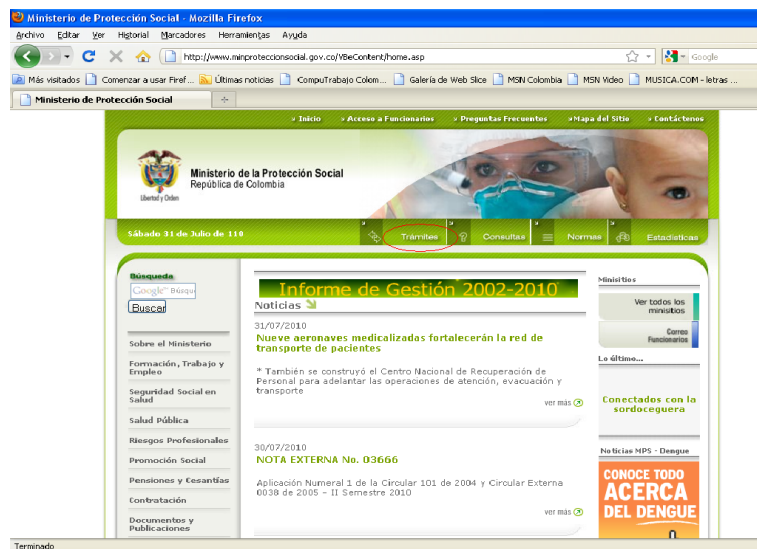 Ministerio de Protección Social - Mozilla Firefox
Archivo Editar Ver Historial Marcadores Herramientas Ayuda
http://www.minproteccionsocial.gov.co/VBeContent/home.asp
Google
Más visitados Comenzar a usar Firef... Últimas noticias CompuTrabajo Colom... Galería de Web Slice MSN Colombia MSN Video MUSICA.COM - letras ...
Ministerio de Protección Social
» Inicio » Acceso a Funcionarios » Preguntas Frecuentes »Mapa del Sitio » Contáctenos
Ministerio de la Protección Social
República de Colombia
Libertad y Orden
Sábado 31 de Julio de 110
Trámites Consultas Normas Estadísticas
Búsqueda
Google™ Búsqu
Buscar
Sobre el Ministerio
Formación, Trabajo y
Empleo
Seguridad Social en
Salud
Salud Pública
Riesgos Profesionales
Promoción Social
Pensiones y Cesantías
Contratación
Documentos y
Publicaciones
Informe de Gestión 2002-2010
Noticias
31/07/2010
Nueve aeronaves medicalizadas fortalecerán la red de
transporte de pacientes
* También se construyó el Centro Nacional de Recuperación de
Personal para adelantar las operaciones de atención, evacuación y
transporte
ver más
30/07/2010
NOTA EXTERNA No. 03666
Aplicación Numeral 1 de la Circular 101 de 2004 y Circular Externa
0038 de 2005 - II Semestre 2010
ver más
Minisitios
Ver todos los
minisitios
Correo
Funcionarios
Lo último...
Conectados con la
sordoceguera
Noticias MPS - Dengue
CONOCE TODO
ACERCA
DEL DENGUE
Terminado